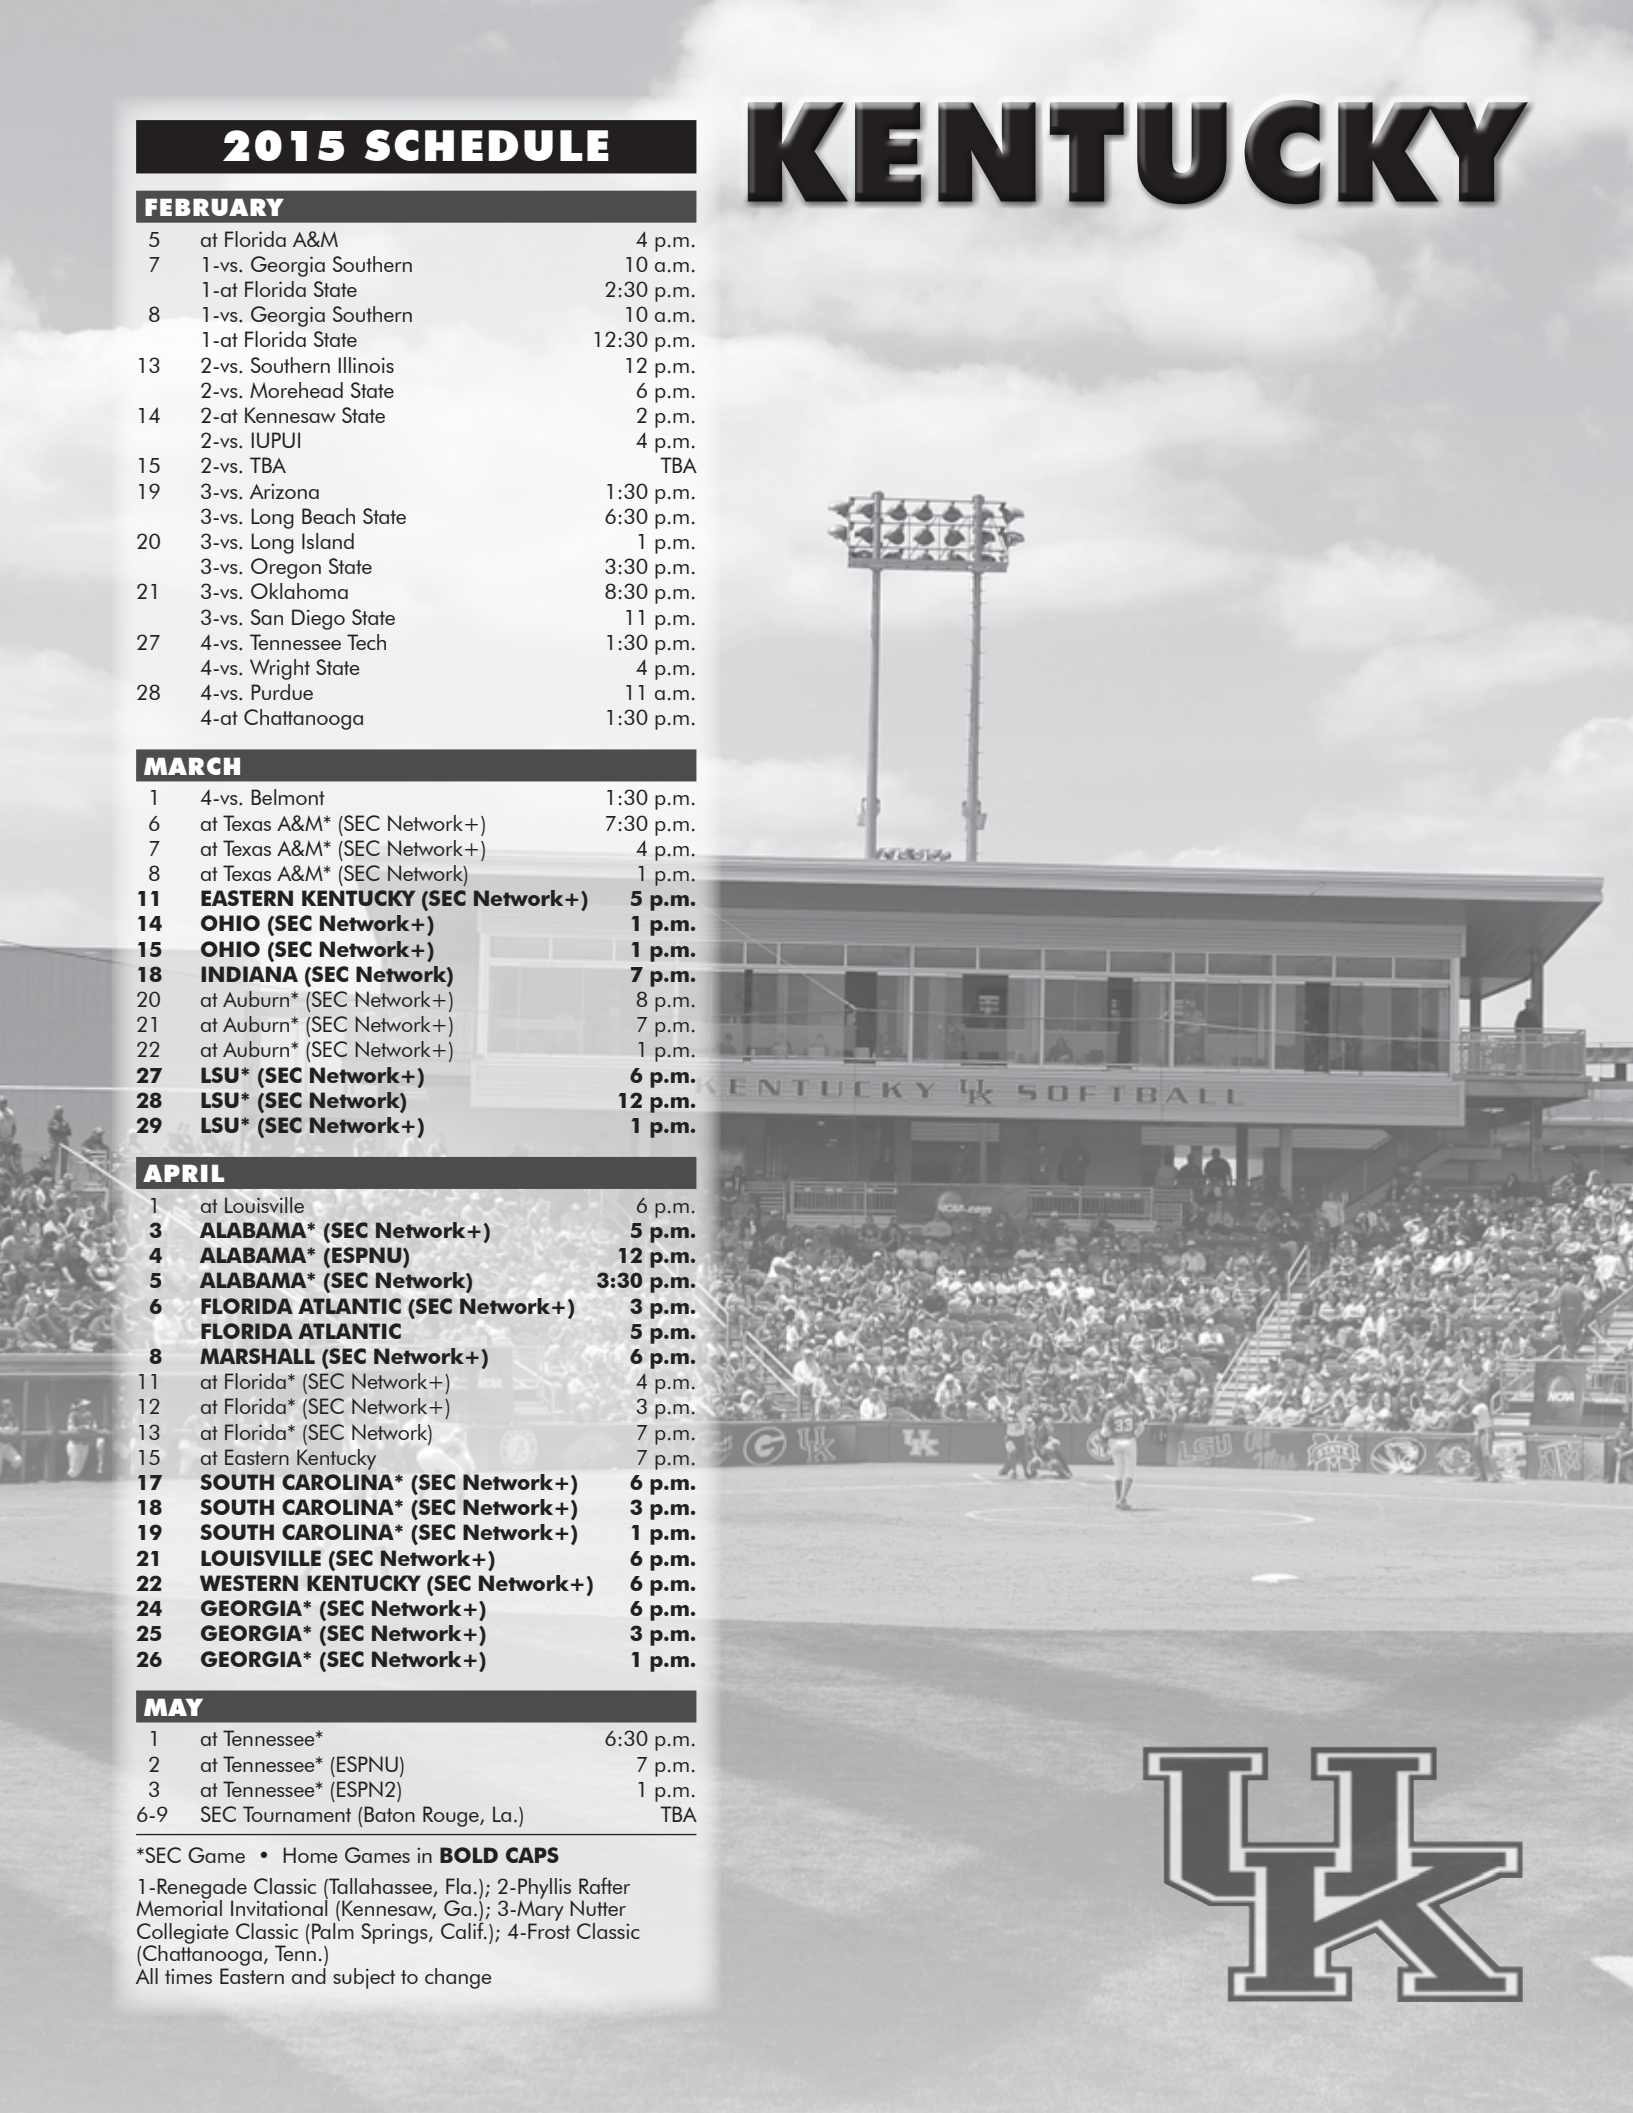 KENTUCKY
2015 SCHEDULE
FEBRUARY
5 at Florida A&M 4 p.m.
7 1-vs. Georgia Southern 10 a.m.
1-at Florida State 2:30 p.m.
8 1-vs. Georgia Southern 10 a.m.
1-at Florida State 12:30 p.m.
13 2-vs. Southern Illinois 12 p.m.
2-vs. Morehead State 6 p.m.
14 2-at Kennesaw State 2 p.m.
2-vs. IUPUI 4 p.m.
15 2-vs. TBA TBA
19 3-vs. Arizona 1:30 p.m.
3-vs. Long Beach State 6:30 p.m.
20 3-vs. Long Island 1 p.m.
3-vs. Oregon State 3:30 p.m.
21 3-vs. Oklahoma 8:30 p.m.
3-vs. San Diego State 11 p.m.
27 4-vs. Tennessee Tech 1:30 p.m.
4-vs. Wright State 4 p.m.
28 4-vs. Purdue 11 a.m.
4-at Chattanooga 1:30 p.m.
MARCH
1 4-vs. Belmont 1:30 p.m.
6 at Texas A&M* (SEC Network+) 7:30 p.m.
7 at Texas A&M* (SEC Network+) 4 p.m.
8 at Texas A&M* (SEC Network) 1 p.m.
11 EASTERN KENTUCKY (SEC Network+) 5 p.m.
14 OHIO (SEC Network+) 1 p.m.
15 OHIO (SEC Network+) 1 p.m.
18 INDIANA (SEC Network) 7 p.m.
20 at Auburn* (SEC Network+) 8 p.m.
21 at Auburn* (SEC Network+) 7 p.m.
22 at Auburn* (SEC Network+) 1 p.m.
27 LSU* (SEC Network+) 6 p.m.
28 LSU* (SEC Network) 12 p.m.
29 LSU* (SEC Network+) 1 p.m.
APRIL
1 at Louisville 6 p.m.
3 ALABAMA* (SEC Network+) 5 p.m.
4 ALABAMA* (ESPNU) 12 p.m.
5 ALABAMA* (SEC Network) 3:30 p.m.
6 FLORIDA ATLANTIC (SEC Network+) 3 p.m.
FLORIDA ATLANTIC 5 p.m.
8 MARSHALL (SEC Network+) 6 p.m.
11 at Florida* (SEC Network+) 4 p.m.
12 at Florida* (SEC Network+) 3 p.m.
13 at Florida* (SEC Network) 7 p.m.
15 at Eastern Kentucky 7 p.m.
17 SOUTH CAROLINA* (SEC Network+) 6 p.m.
18 SOUTH CAROLINA* (SEC Network+) 3 p.m.
19 SOUTH CAROLINA* (SEC Network+) 1 p.m.
21 LOUISVILLE (SEC Network+) 6 p.m.
22 WESTERN KENTUCKY (SEC Network+) 6 p.m.
24 GEORGIA* (SEC Network+) 6 p.m.
25 GEORGIA* (SEC Network+) 3 p.m.
26 GEORGIA* (SEC Network+) 1 p.m.
MAY
1 at Tennessee* 6:30 p.m.
2 at Tennessee* (ESPNU) 7 p.m.
3 at Tennessee* (ESPN2) 1 p.m.
6-9 SEC Tournament (Baton Rouge, La.) TBA
*SEC Game • Home Games in BOLD CAPS
1-Renegade Classic (Tallahassee, Fla.); 2-Phyllis Rafter
Memorial Invitational (Kennesaw, Ga.); 3-Mary Nutter
Collegiate Classic (Palm Springs, Calif.); 4-Frost Classic
(Chattanooga, Tenn.)
All times Eastern and subject to change
KENTUCKY UK SOFTBALL
NCAA.com
NCAA
33
G UK UK LSU Ole Miss STATE ATM
UK